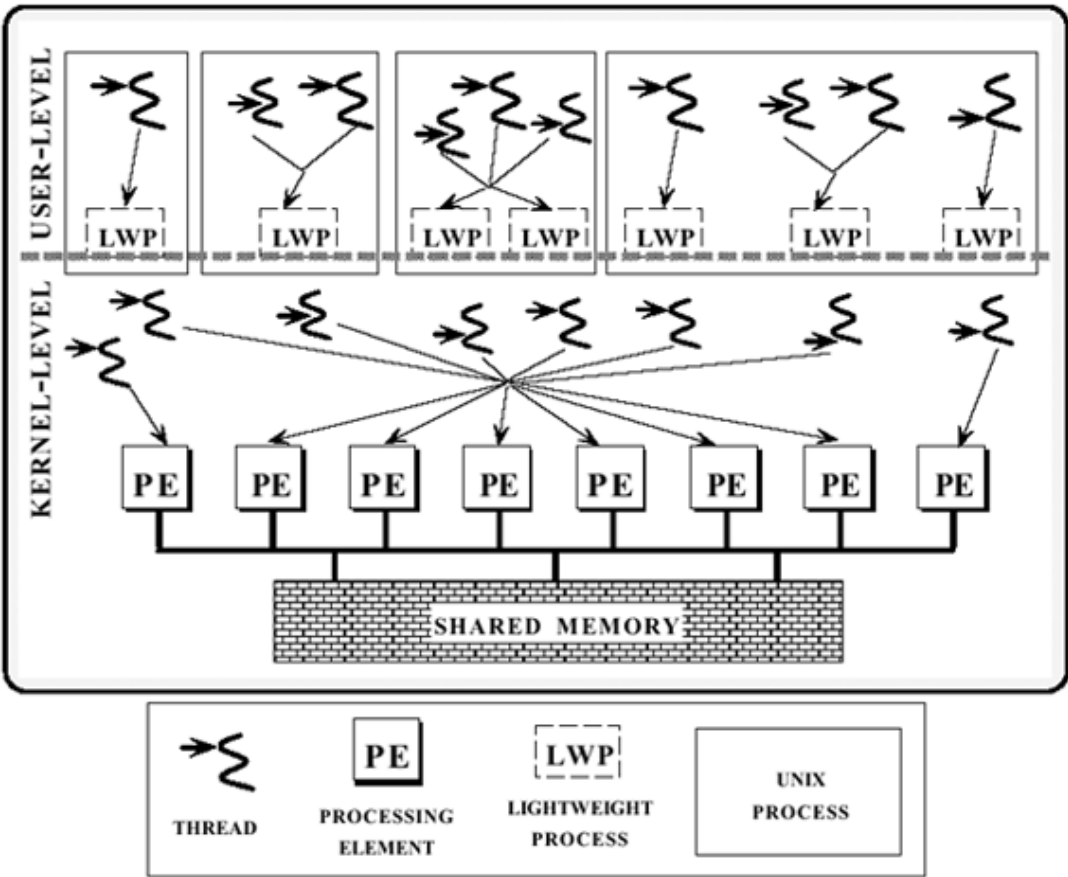 USER-LEVEL
LWP
LWP
LWP
LWP
LWP
LWP
LWP
KERNEL-LEVEL
PE
PE
PE
PE
PE
PE
PE
PE
SHARED MEMORY
THREAD
PE
PROCESSING
ELEMENT
LWP
LIGHTWEIGHT
PROCESS
UNIX
PROCESS